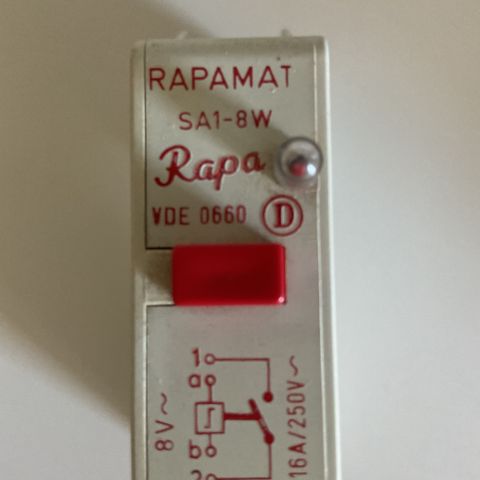 RAPAMAT
SA1-8W
Rapa
VDE 0660 D
1
a
8V~
16A/250V~
b
2